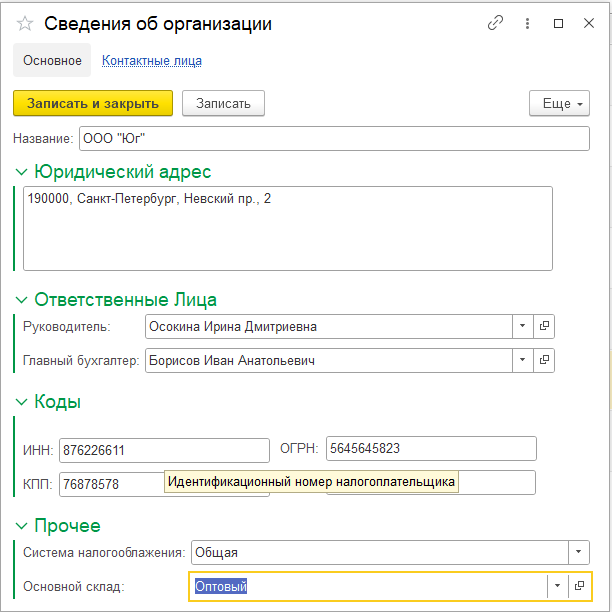 Сведения об организации
Основное Контактные лица
Записать и закрыть Записать Еще
Название: ООО "Юг"
Юридический адрес
190000, Санкт-Петербург, Невский пр., 2
Ответственные Лица
Руководитель: Осокина Ирина Дмитриевна
Главный бухгалтер: Борисов Иван Анатольевич
Коды
ИНН: 876226611 ОГРН: 5645645823
КПП: 76878578 Идентификационный номер налогоплательщика
Прочее
Система налогооблажения: Общая
Основной склад: Оптовый